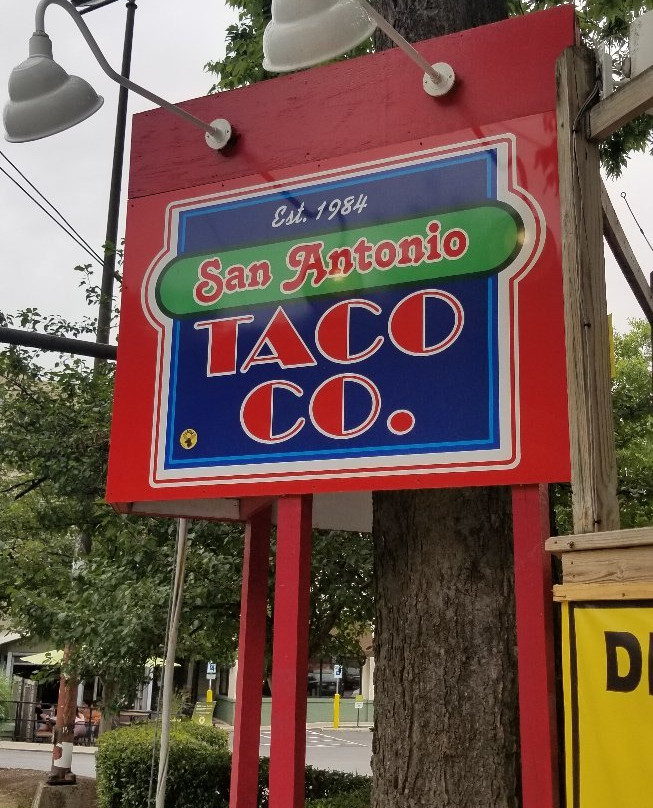 Est. 1984
San Antonio
TACO
CO.